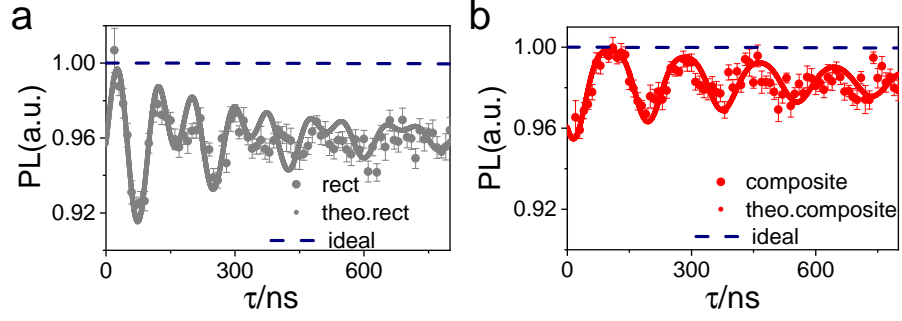 a
PL(a.u.)
1.00
0.96
0.92
rect
theo.rect
ideal
0 300 600
τ/ns
b
PL(a.u.)
1.00
0.96
0.92
composite
theo.composite
ideal
0 300 600
τ/ns